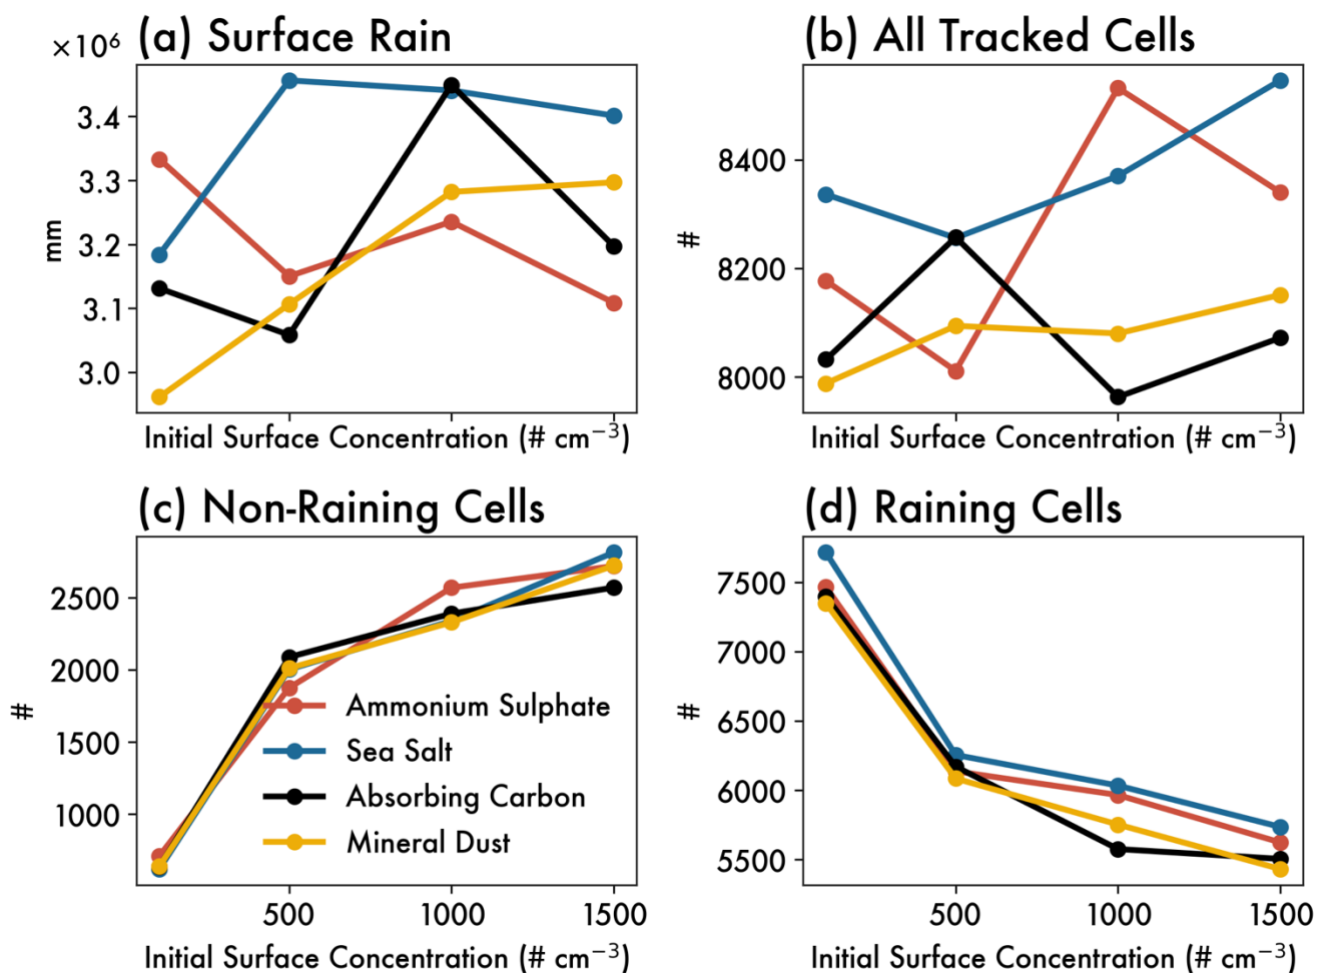 (a) Surface Rain
×10⁶
3.4
3.3
3.2
3.1
3.0
mm
Initial Surface Concentration (# cm⁻³)
(b) All Tracked Cells
8400
8200
8000
#
Initial Surface Concentration (# cm⁻³)
(c) Non-Raining Cells
2500
2000
1500
1000
#
Ammonium Sulphate
Sea Salt
Absorbing Carbon
Mineral Dust
500 1000 1500
Initial Surface Concentration (# cm⁻³)
(d) Raining Cells
7500
7000
6500
6000
5500
#
500 1000 1500
Initial Surface Concentration (# cm⁻³)